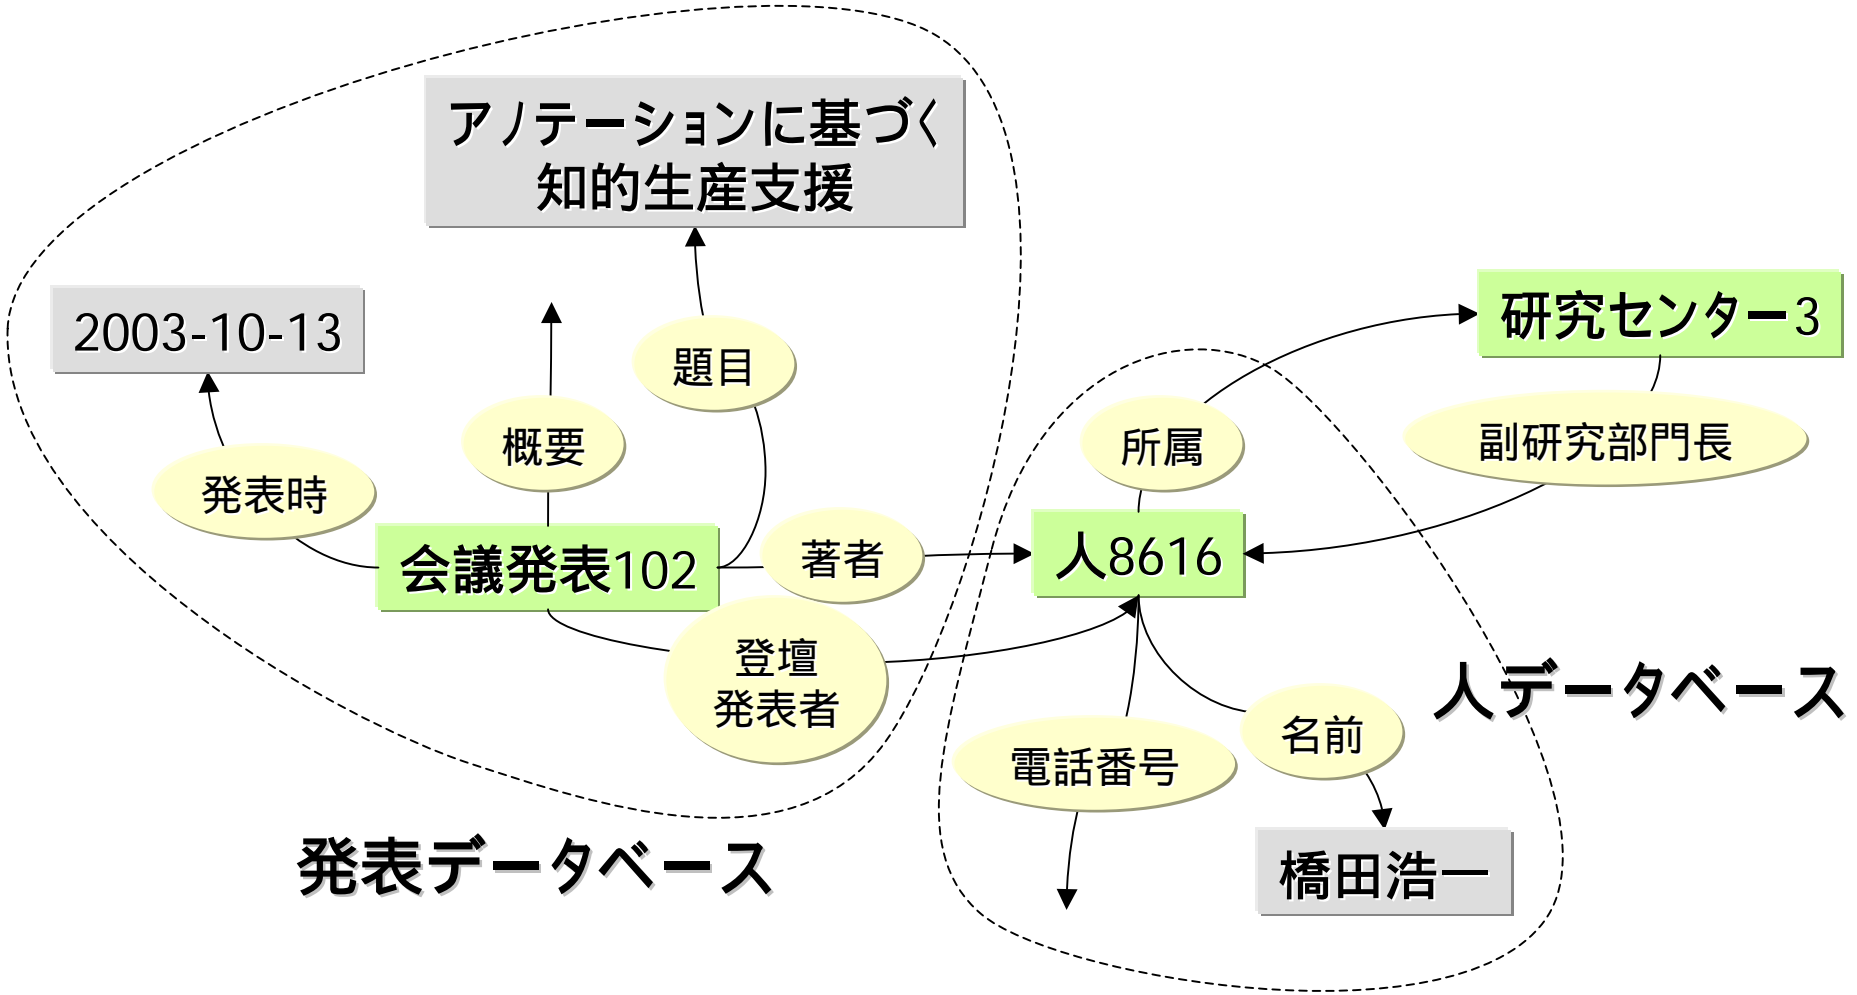 アノテーションに基づく
知的生産支援
2003-10-13
研究センター3
題目
概要
所属
副研究部門長
発表時
会議発表102
著者
人8616
登壇
発表者
人データベース
名前
電話番号
発表データベース
橋田浩一